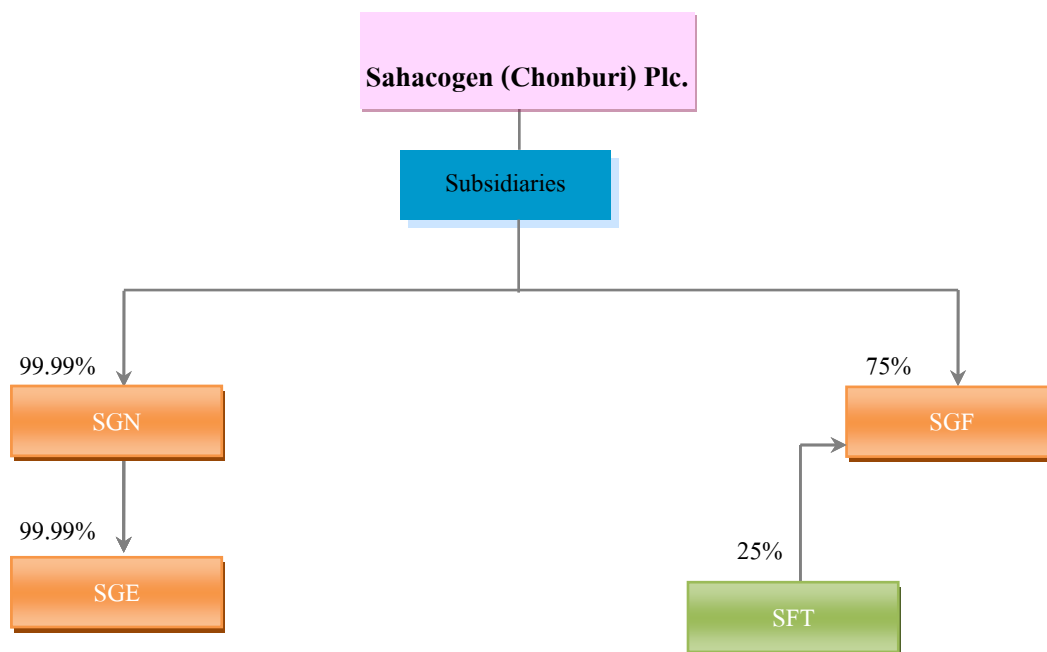 Sahacogen (Chonburi) Plc.
Subsidiaries
99.99%
75%
SGN
SGF
99.99%
25%
SGE
SFT